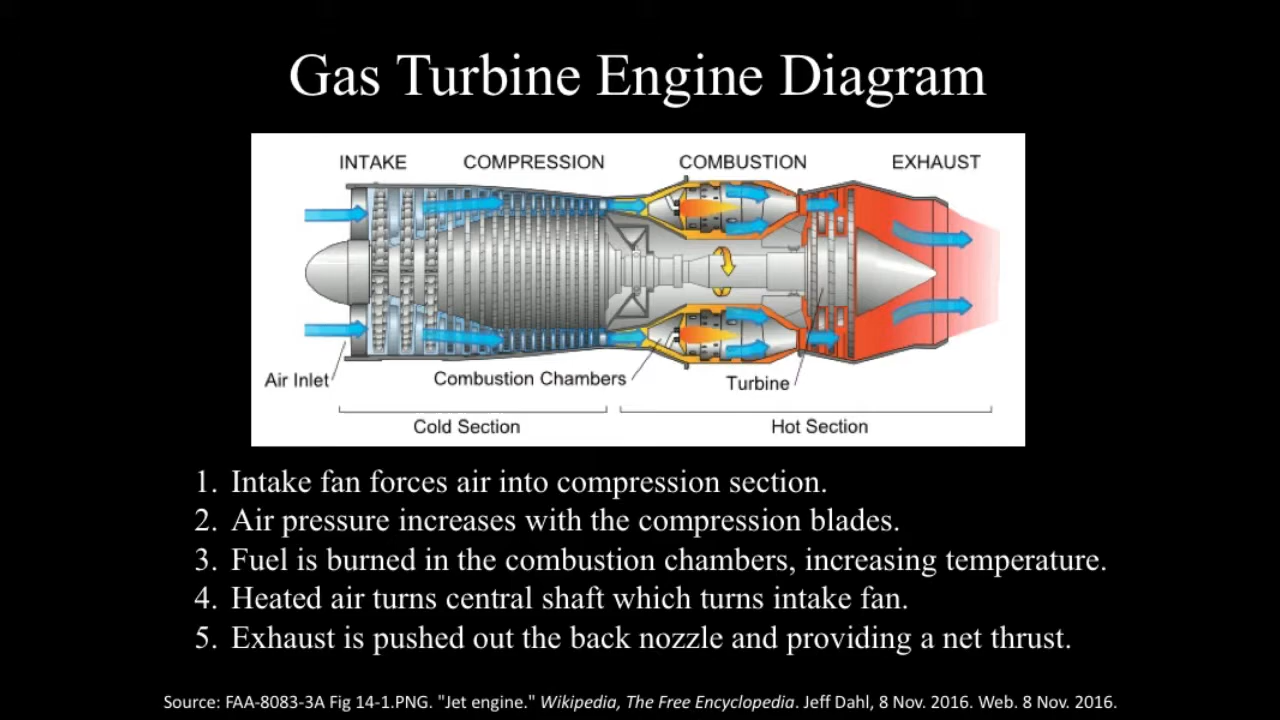 Gas Turbine Engine Diagram
INTAKE COMPRESSION COMBUSTION EXHAUST
Air Inlet Combustion Chambers Turbine
Cold Section Hot Section
1. Intake fan forces air into compression section.
2. Air pressure increases with the compression blades.
3. Fuel is burned in the combustion chambers, increasing temperature.
4. Heated air turns central shaft which turns intake fan.
5. Exhaust is pushed out the back nozzle and providing a net thrust.
Source: FAA-8083-3A Fig 14-1.PNG. "Jet engine." Wikipedia, The Free Encyclopedia. Jeff Dahl, 8 Nov. 2016. Web. 8 Nov. 2016.